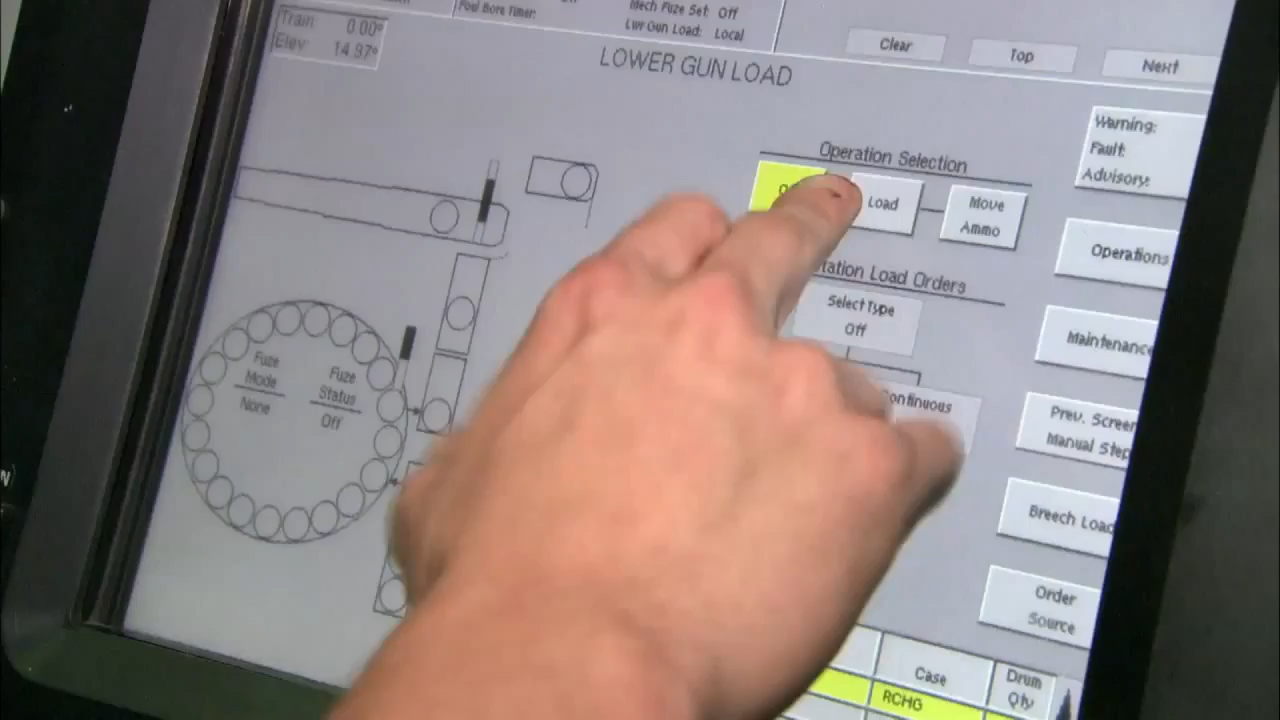 Foul Bore Timer:
Mech Fuze Set: Off
Lwr Gun Load: Local
Train: 0.00°
Elev: 14.97°
Clear
Top
Next
LOWER GUN LOAD
Warning:
Fault:
Advisory:
Operation Selection
Load
Move
Ammo
Operations
Load Orders
Select Type
Off
Maintenance
Fuze
Mode
None
Fuze
Status
Off
Continuous
Prev. Screen
Manual Step
Breech Load
Order
Source
Case
Drum
Qty
RCHG